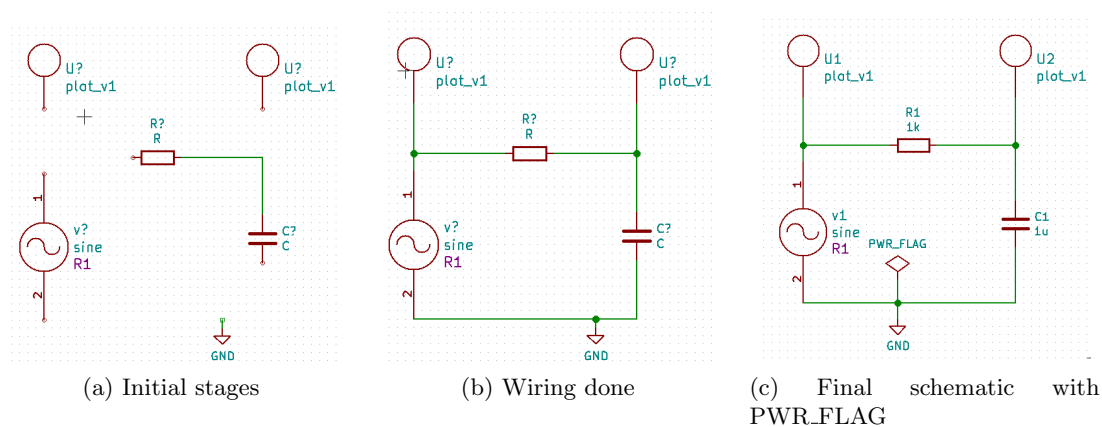 U?
plot_v1
U?
plot_v1
R?
R
1
v?
sine
R1
2
C?
C
GND
(a) Initial stages
U?
plot_v1
U?
plot_v1
R?
R
1
v?
sine
R1
2
C?
C
GND
(b) Wiring done
U1
plot_v1
U2
plot_v1
R1
1k
1
v1
sine
R1
2
PWR_FLAG
C1
1u
GND
(c) Final schematic with
PWR_FLAG